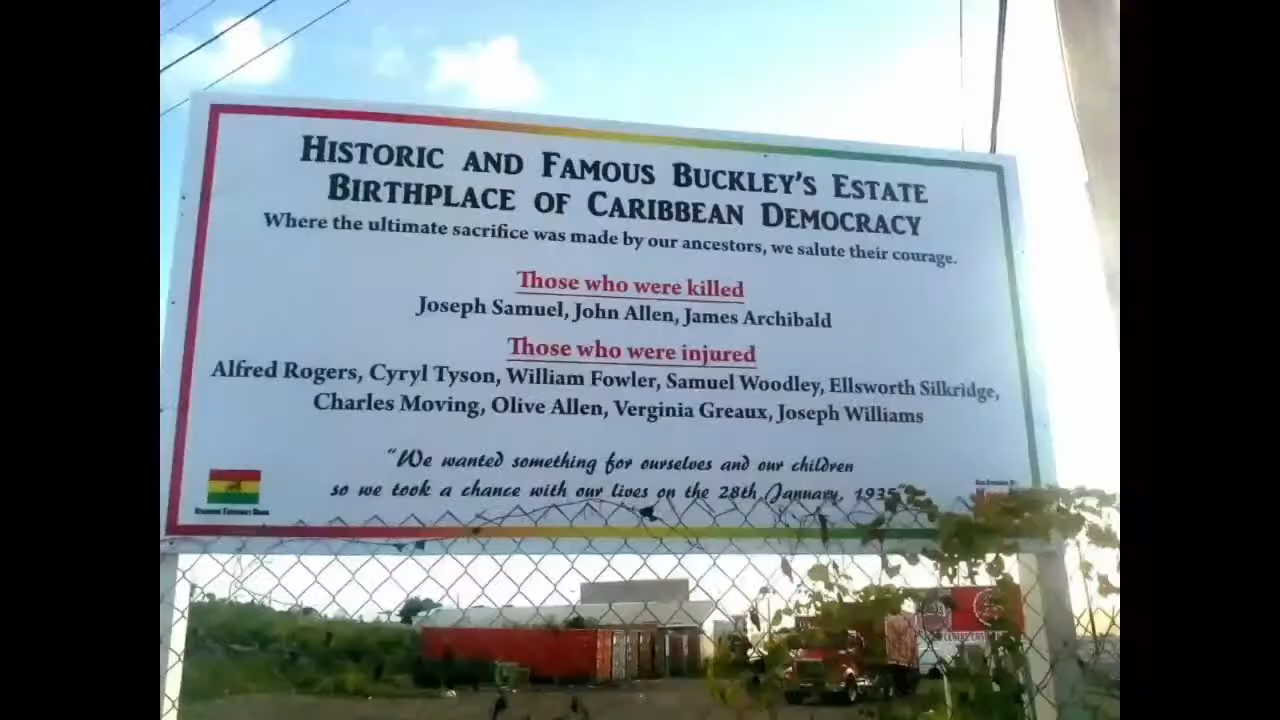 HISTORIC AND FAMOUS BUCKLEY'S ESTATE
BIRTHPLACE OF CARIBBEAN DEMOCRACY
Where the ultimate sacrifice was made by our ancestors, we salute their courage.
Those who were killed
Joseph Samuel, John Allen, James Archibald
Those who were injured
Alfred Rogers, Cyryl Tyson, William Fowler, Samuel Woodley, Ellsworth Silkridge,
Charles Moving, Olive Allen, Verginia Greaux, Joseph Williams
"We wanted something for ourselves and our children
so we took a chance with our lives on the 28th January, 1935"